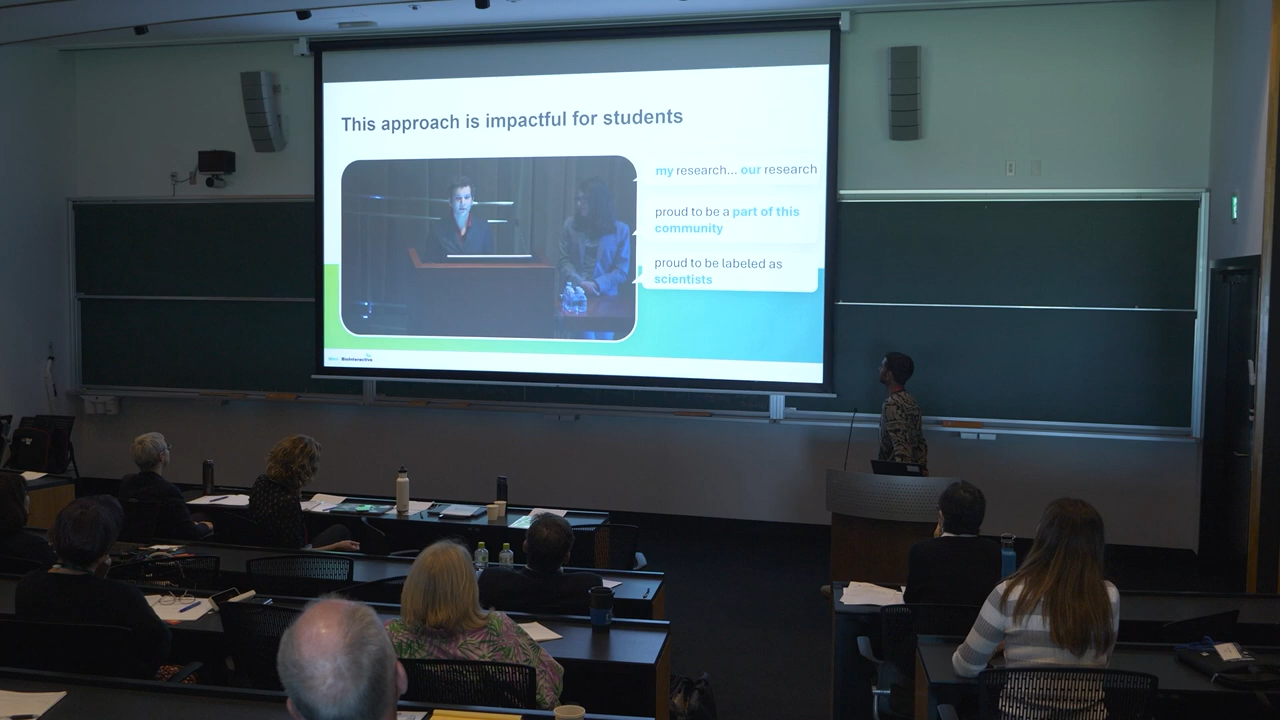 This approach is impactful for students
my research... our research
proud to be a part of this
community
proud to be labeled as
scientists
BioInteractive